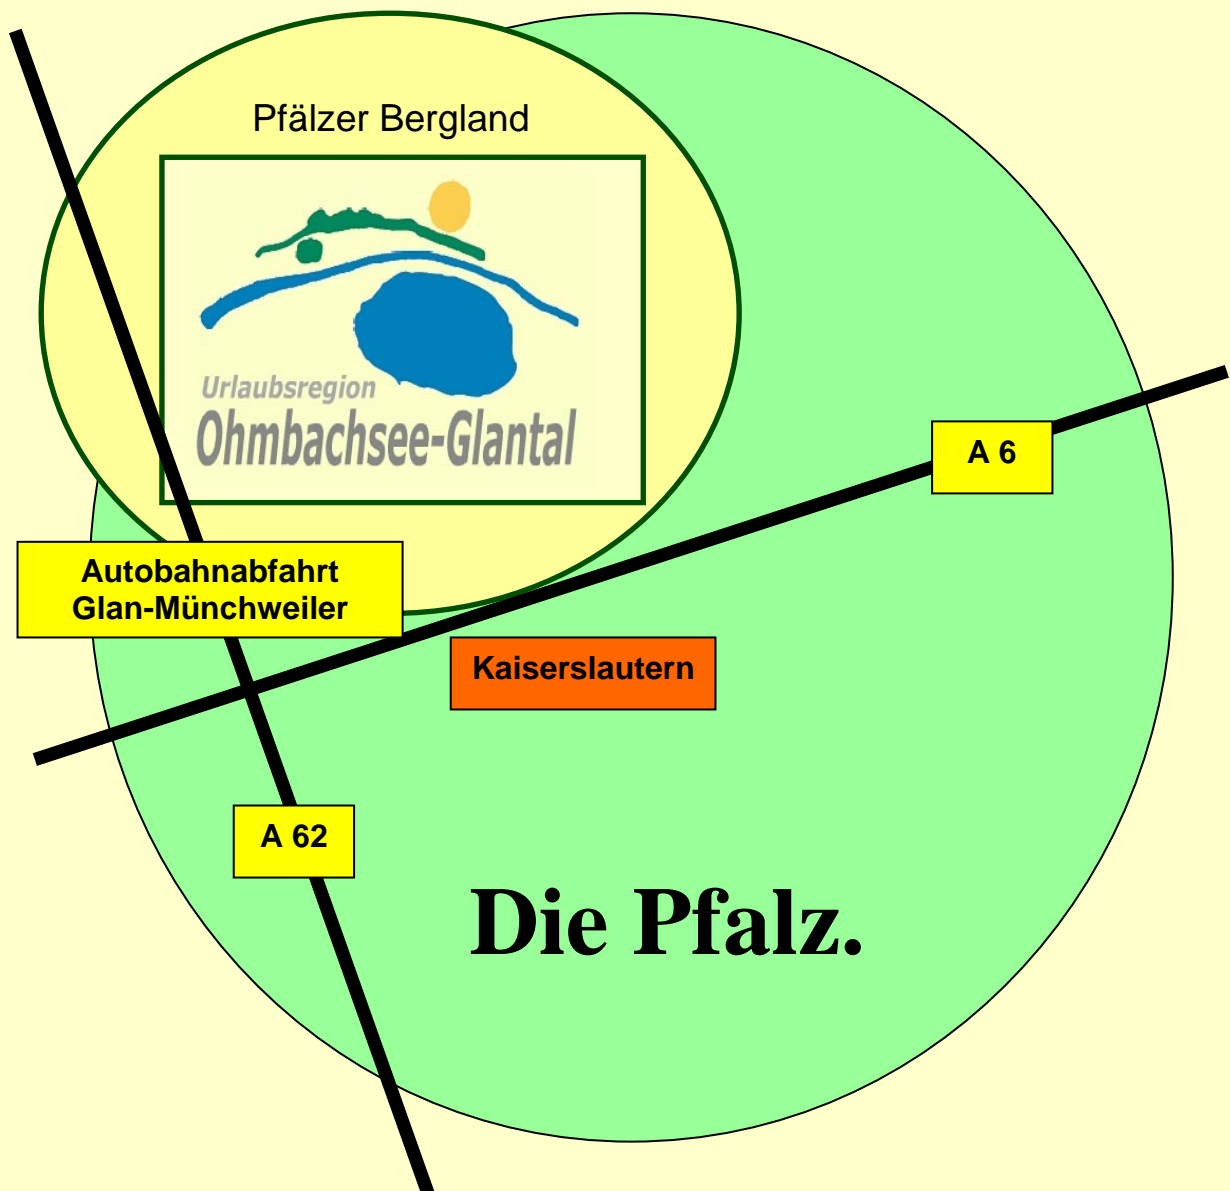 Pfälzer Bergland
Urlaubsregion
Ohmbachsee-Glantal
A 6
Autobahnabfahrt
Glan-Münchweiler
Kaiserslautern
A 62
Die Pfalz.